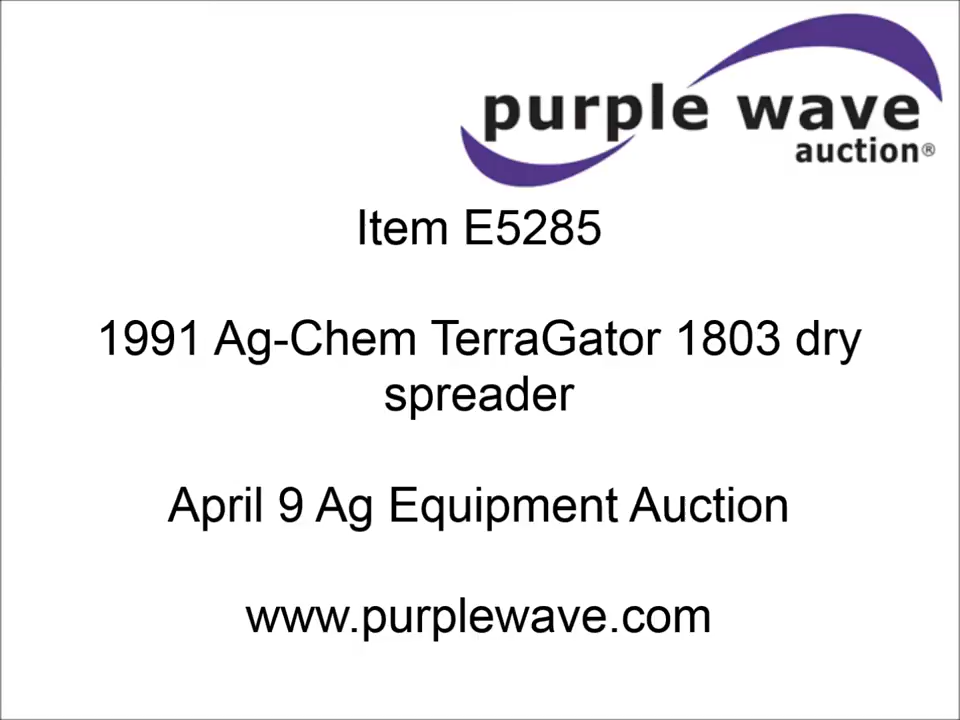 purple wave
auction®
Item E5285
1991 Ag-Chem TerraGator 1803 dry
spreader
April 9 Ag Equipment Auction
www.purplewave.com